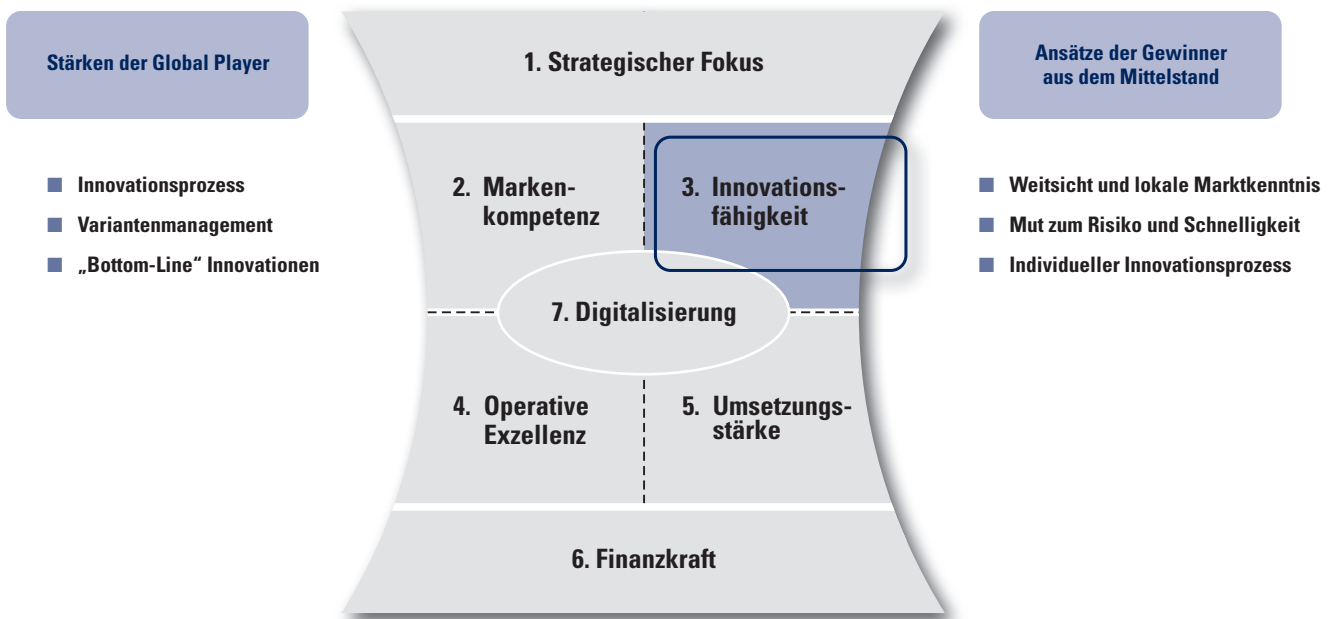 Stärken der Global Player
Innovationsprozess
Variantenmanagement
„Bottom-Line“ Innovationen
1. Strategischer Fokus
2. Marken-
kompetenz
3. Innovations-
fähigkeit
7. Digitalisierung
4. Operative
Exzellenz
5. Umsetzungs-
stärke
6. Finanzkraft
Ansätze der Gewinner
aus dem Mittelstand
Weitsicht und lokale Marktkenntnis
Mut zum Risiko und Schnelligkeit
Individueller Innovationsprozess